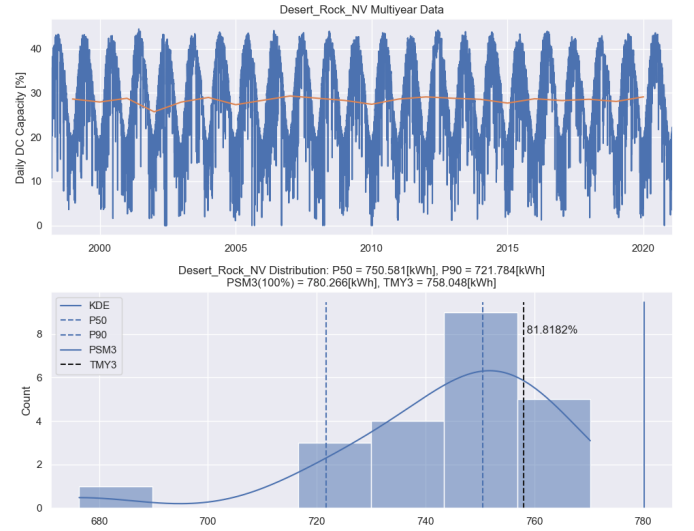 Desert_Rock_NV Multiyear Data
Daily DC Capacity [%]
40
30
20
10
0
2000
2005
2010
2015
2020
Desert_Rock_NV Distribution: P50 = 750.581[kWh], P90 = 721.784[kWh]
PSM3(100%) = 780.266[kWh], TMY3 = 758.048[kWh]
KDE
P50
P90
PSM3
TMY3
81.8182%
Count
8
6
4
2
0
680
700
720
740
760
780